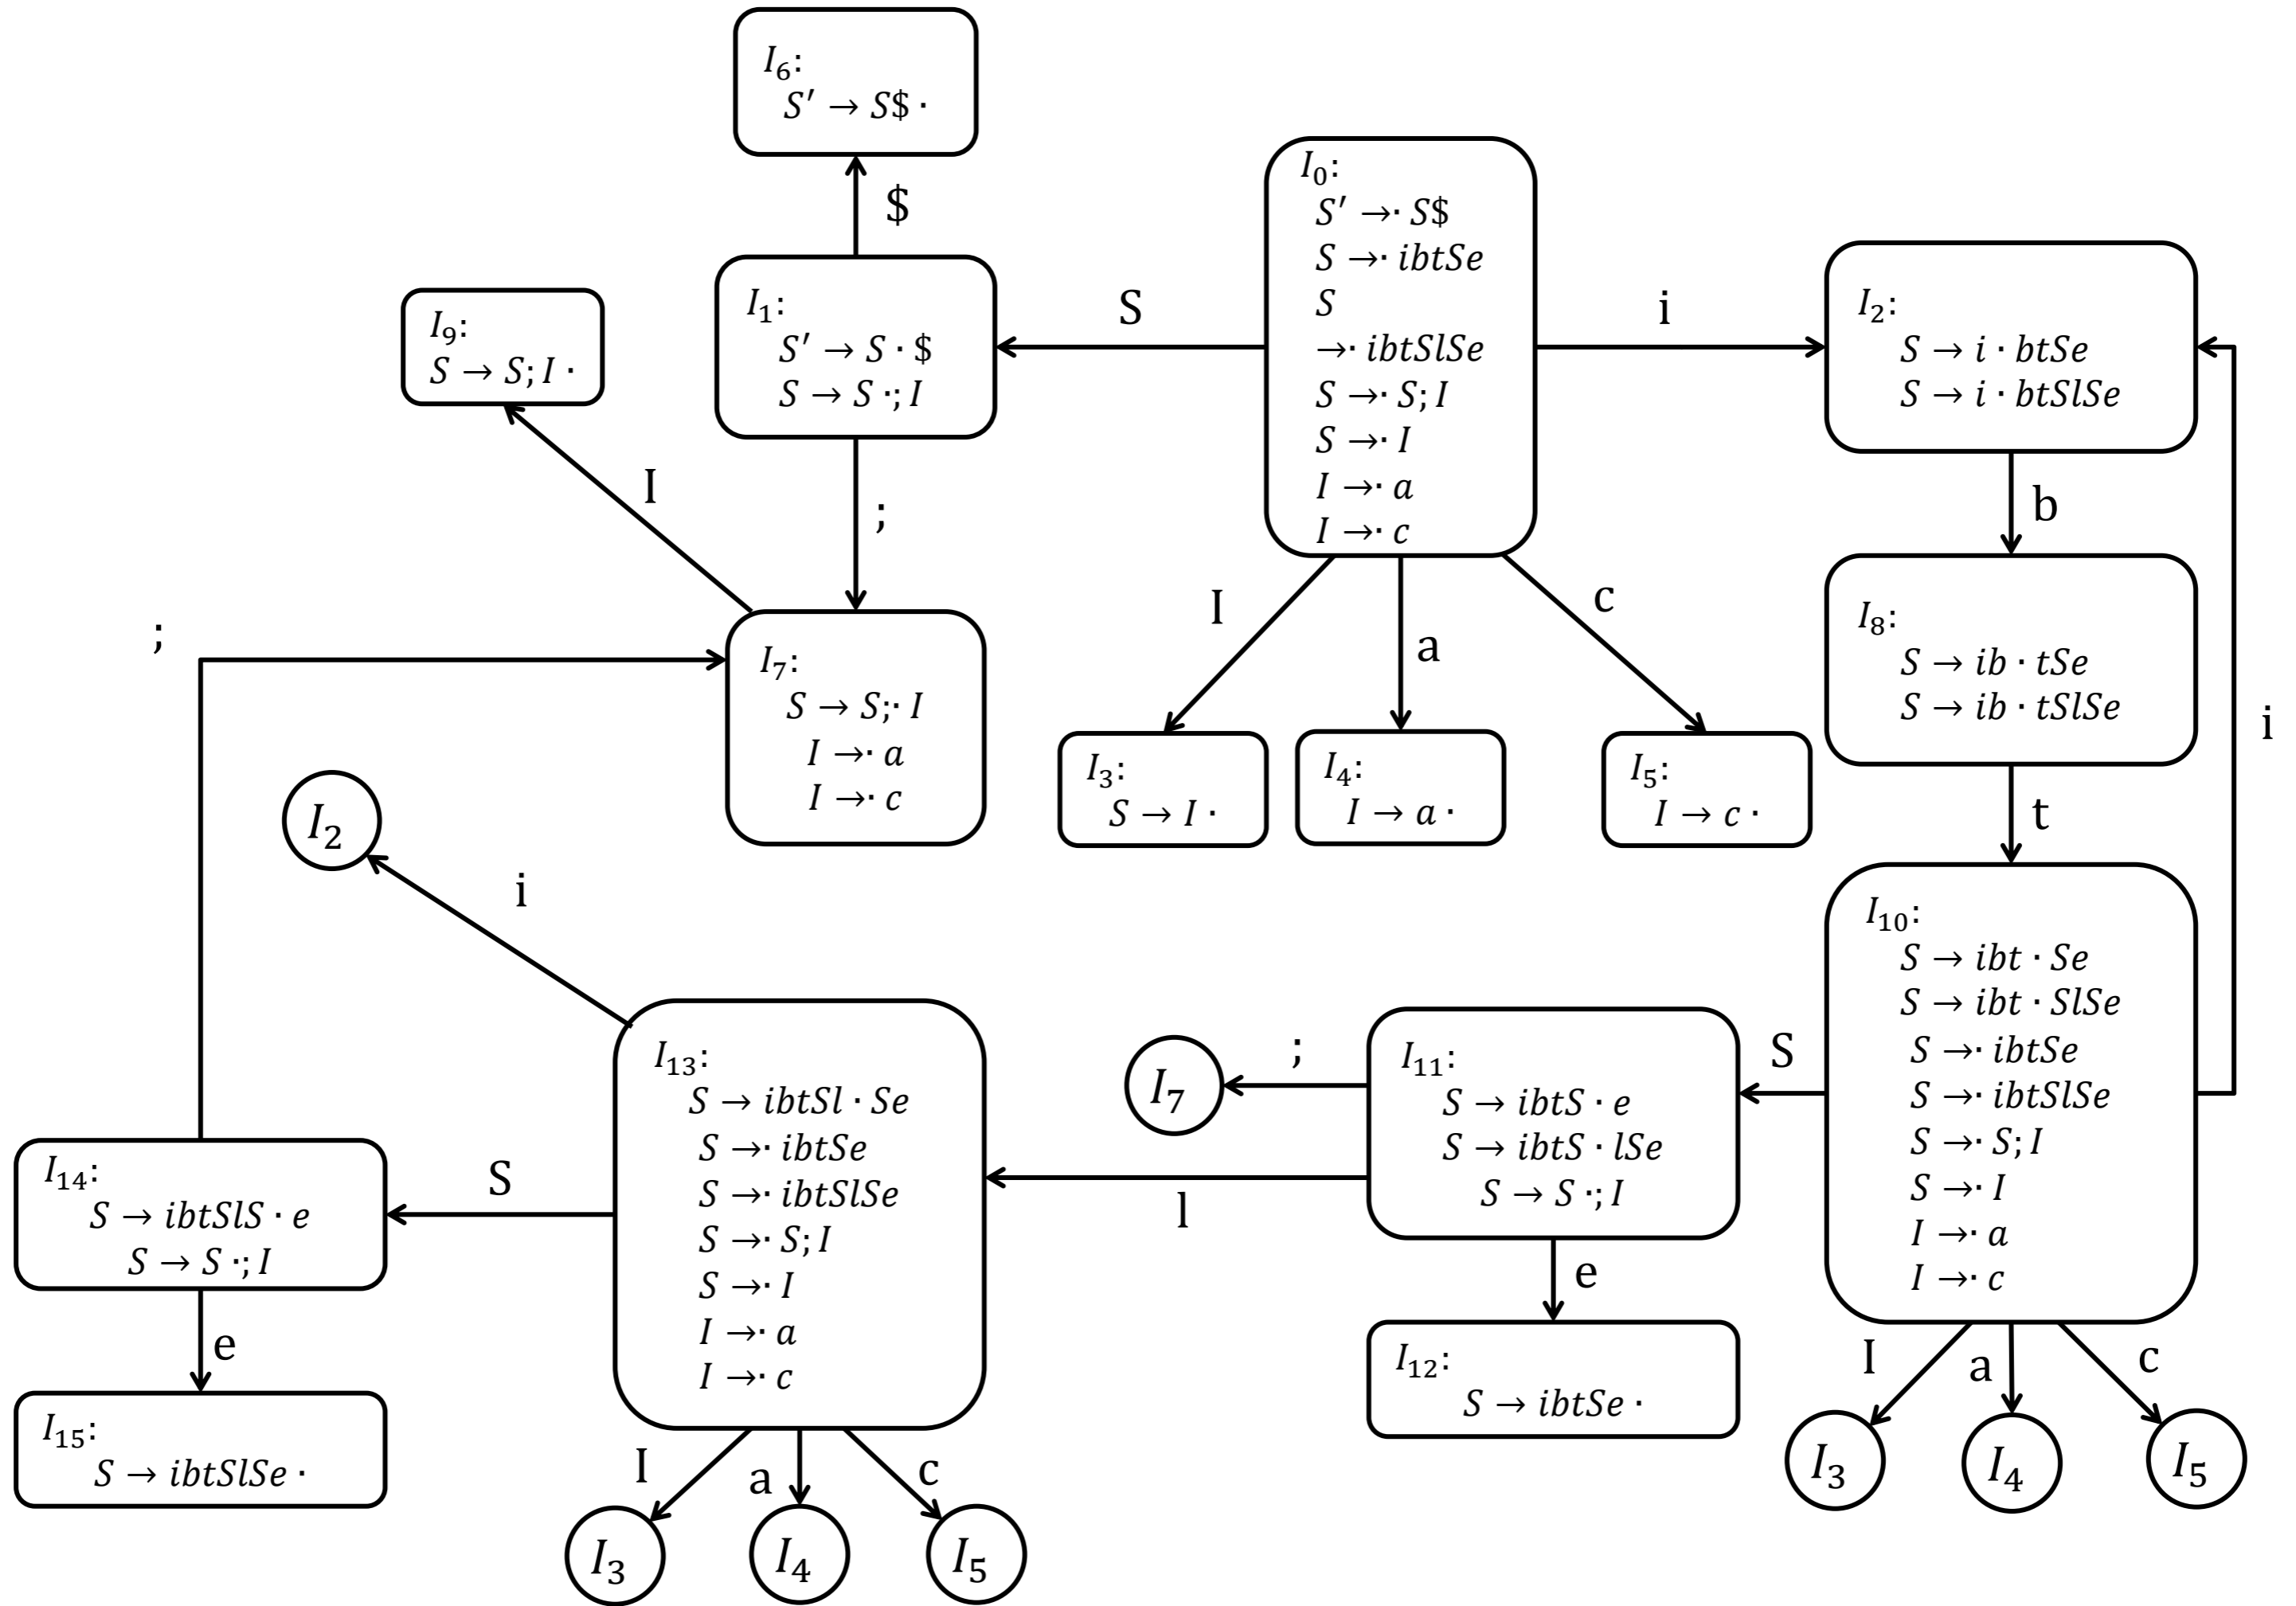 I₆:
S′ → S$ ·
$
I₀:
S′ →· S$
S →· ibtSe
S
→· ibtSlSe
S →· S; I
S →· I
I →· a
I →· c
S
i
I₁:
S′ → S · $
S → S ·; I
I₉:
S → S; I ·
I₂:
S → i · btSe
S → i · btSlSe
I
;
b
I
a
c
I₈:
S → ib · tSe
S → ib · tSlSe
i
;
I₇:
S → S;· I
I →· a
I →· c
I₃:
S → I ·
I₄:
I → a ·
I₅:
I → c ·
t
I₂
i
I₁₀:
S → ibt · Se
S → ibt · SlSe
S →· ibtSe
S →· ibtSlSe
S →· S; I
S →· I
I →· a
I →· c
S
I₁₁:
S → ibtS · e
S → ibtS · lSe
S → S ·; I
;
I₇
l
I₁₃:
S → ibtSl · Se
S →· ibtSe
S →· ibtSlSe
S →· S; I
S →· I
I →· a
I →· c
S
I₁₄:
S → ibtSlS · e
S → S ·; I
e
I₁₅:
S → ibtSlSe ·
e
I₁₂:
S → ibtSe ·
I
a
c
I₃
I₄
I₅
I
a
c
I₃
I₄
I₅